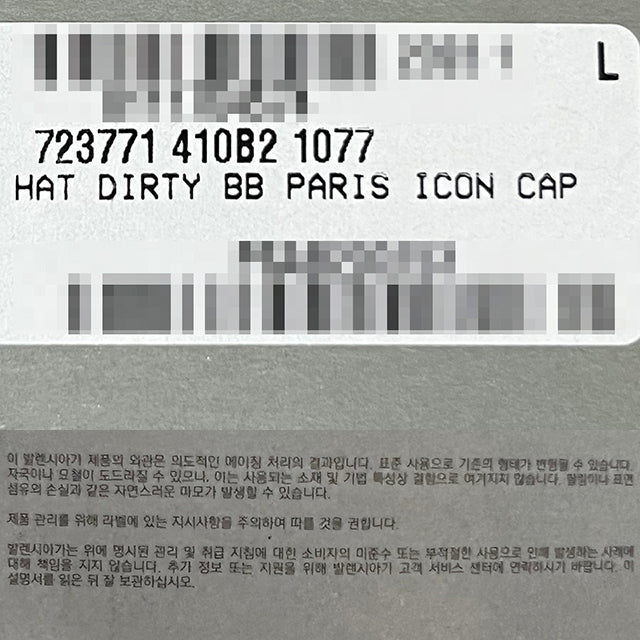 L
723771 410B2 1077
HAT DIRTY BB PARIS ICON CAP
이 발렌시아가 제품의 외관은 의도적인 에이징 처리의 결과입니다. 표준 사용으로 기존의 형태가 변형될 수 있습니다.
자국이나 요철이 도드라질 수 있으나, 이는 사용되는 소재 및 기법 특성상 결함으로 여기지지 않습니다. 헐림이나 표면
섬유의 손실과 같은 자연스러운 마모가 발생할 수 있습니다.
제품 관리를 위해 라벨에 있는 지시사항을 주의하여 따를 것을 권합니다.
발렌시아가는 위에 명시된 관리 및 취급 지침에 대한 소비자의 미준수 또는 부적절한 사용으로 인해 발생하는 사례에
대해 책임을 지지 않습니다. 추가 정보 또는 지원을 위해 발렌시아가 고객 서비스 센터에 연락하시기 바랍니다. 이
설명서를 읽은 뒤 잘 보관하십시오.